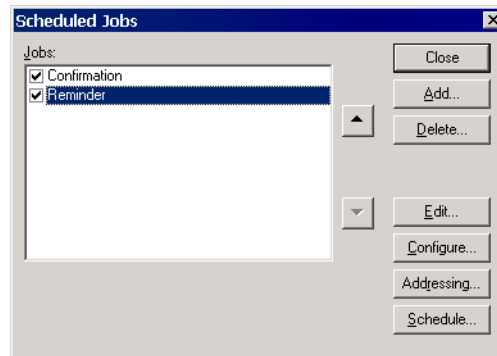 Scheduled Jobs
Jobs:
Confirmation
Reminder
Close
Add...
Delete...
Edit...
Configure...
Addressing...
Schedule...